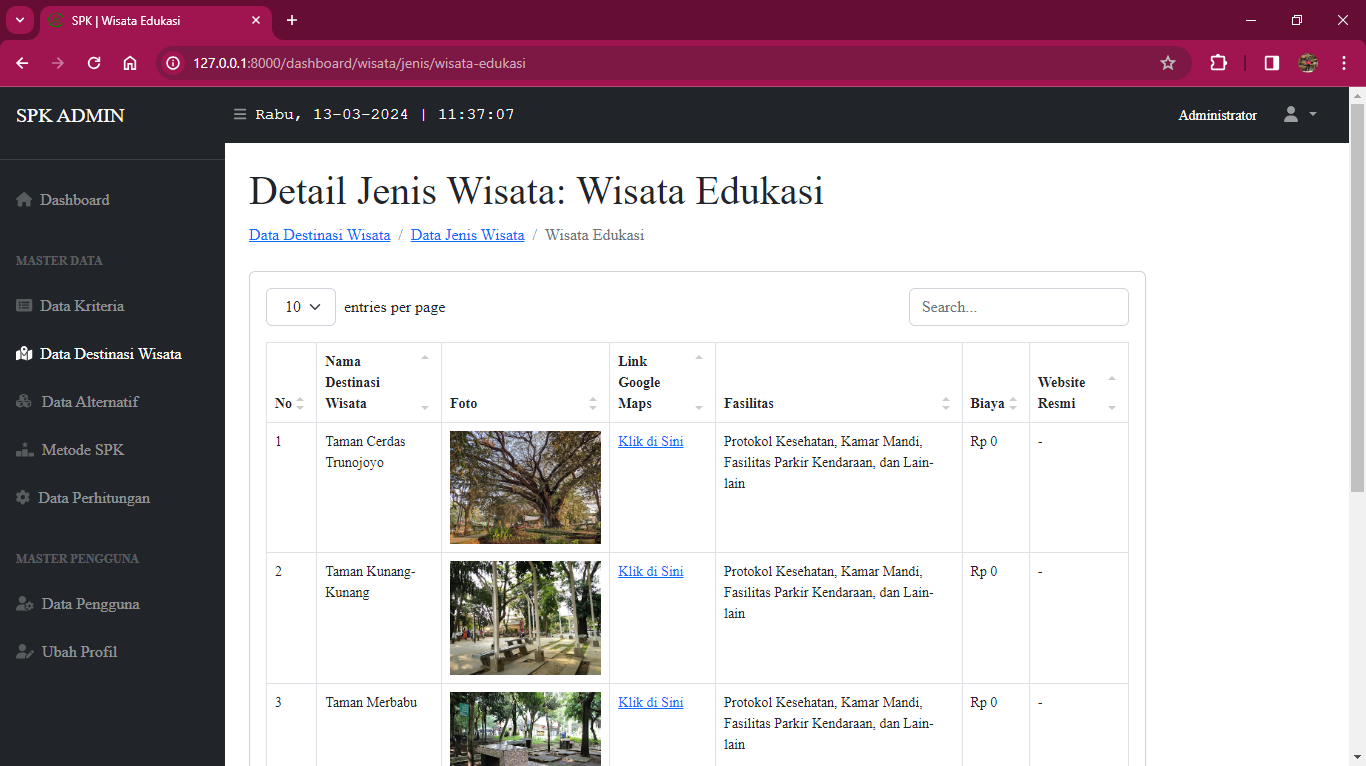 SPK | Wisata Edukasi
127.0.0.1:8000/dashboard/wisata/jenis/wisata-edukasi
SPK ADMIN
Rabu, 13-03-2024 | 11:37:07
Administrator
Dashboard
MASTER DATA
Data Kriteria
Data Destinasi Wisata
Data Alternatif
Metode SPK
Data Perhitungan
MASTER PENGGUNA
Data Pengguna
Ubah Profil
Detail Jenis Wisata: Wisata Edukasi
Data Destinasi Wisata / Data Jenis Wisata / Wisata Edukasi
10 entries per page
Search...
No
Nama
Destinasi
Wisata
Foto
Link
Google
Maps
Fasilitas
Biaya
Website
Resmi
1
Taman Cerdas
Trunojoyo
Klik di Sini
Protokol Kesehatan, Kamar Mandi,
Fasilitas Parkir Kendaraan, dan Lain-
lain
Rp 0
-
2
Taman Kunang-
Kunang
Klik di Sini
Protokol Kesehatan, Kamar Mandi,
Fasilitas Parkir Kendaraan, dan Lain-
lain
Rp 0
-
3
Taman Merbabu
Klik di Sini
Protokol Kesehatan, Kamar Mandi,
Fasilitas Parkir Kendaraan, dan Lain-
lain
Rp 0
-